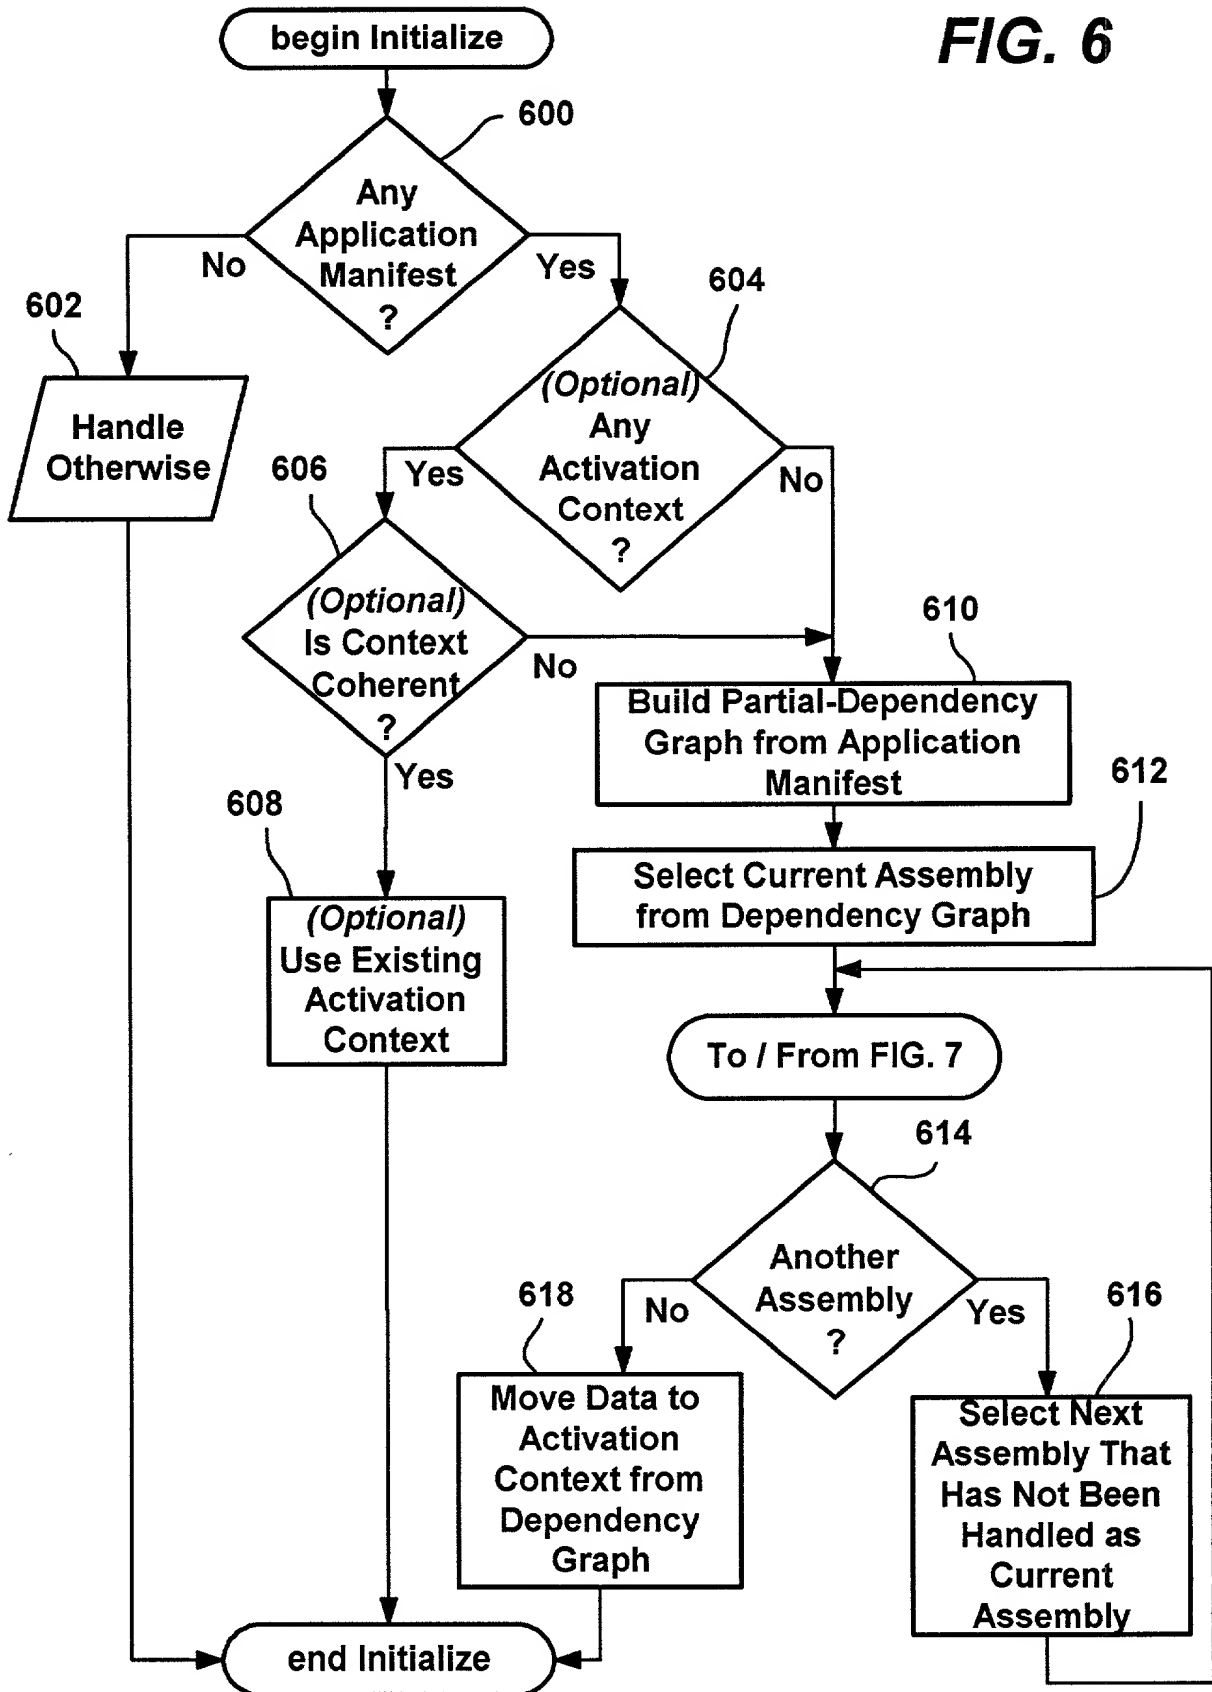 begin Initialize
FIG. 6
600
Any
Application
Manifest
?
No
Yes
602
604
Handle
Otherwise
(Optional)
Any
Activation
Context
?
Yes
No
606
(Optional)
Is Context
Coherent
?
No
Yes
610
Build Partial-Dependency
Graph from Application
Manifest
612
608
Select Current Assembly
from Dependency Graph
(Optional)
Use Existing
Activation
Context
To / From FIG. 7
614
Another
Assembly
?
No
Yes
618
616
Move Data to
Activation
Context from
Dependency
Graph
Select Next
Assembly That
Has Not Been
Handled as
Current
Assembly
end Initialize